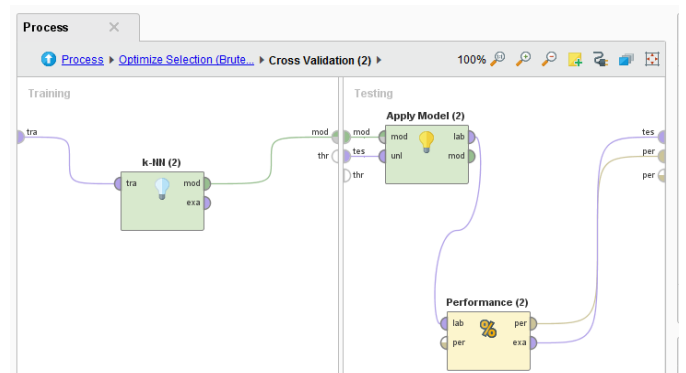 Process
Process Optimize Selection (Brute... Cross Validation (2) 100%
Training
Testing
tra
mod
thr
k-NN (2)
tra mod
exa
Apply Model (2)
mod mod lab
tes unl mod
thr
tes
per
per
Performance (2)
lab % per
per exa